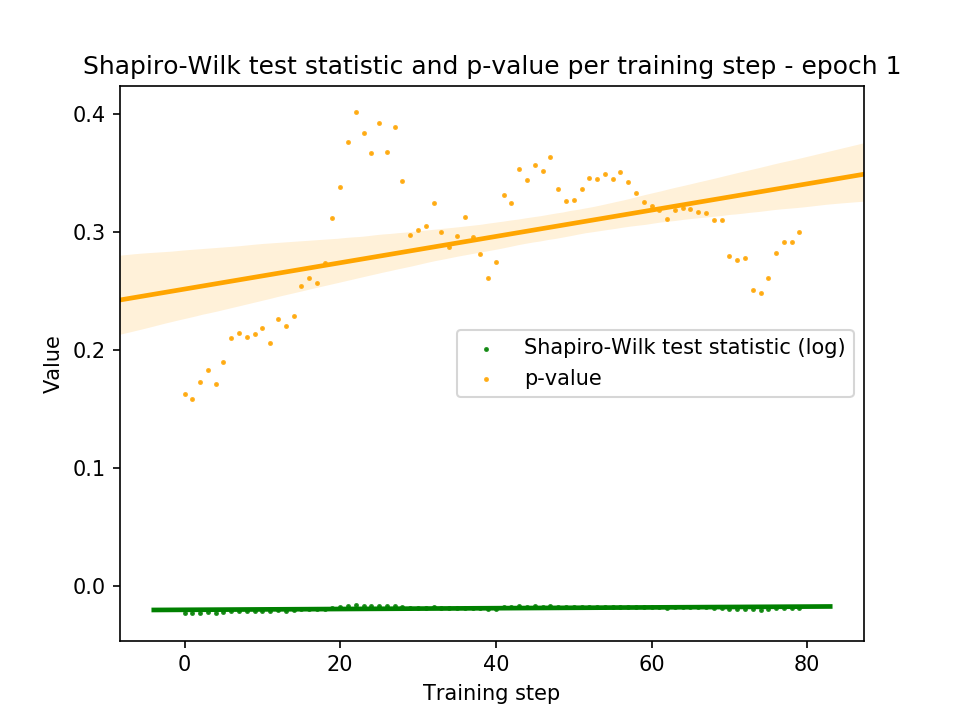 Shapiro-Wilk test statistic and p-value per training step - epoch 1
0.4
0.3
0.2
0.1
0.0
Value
Shapiro-Wilk test statistic (log)
p-value
0 20 40 60 80
Training step